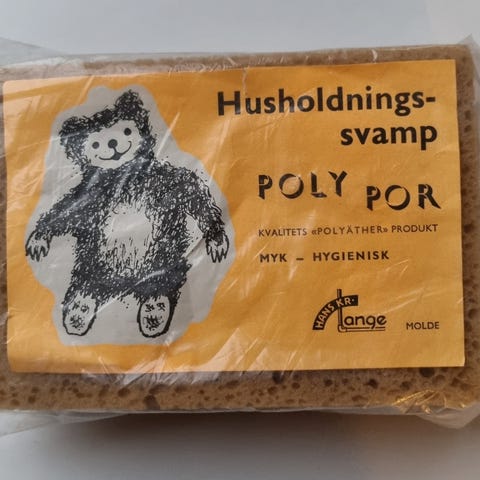 Husholdnings-
svamp
POLY POR
KVALITETS «POLYÄTHER» PRODUKT
MYK – HYGIENISK
HANS KR.
Lange
MOLDE